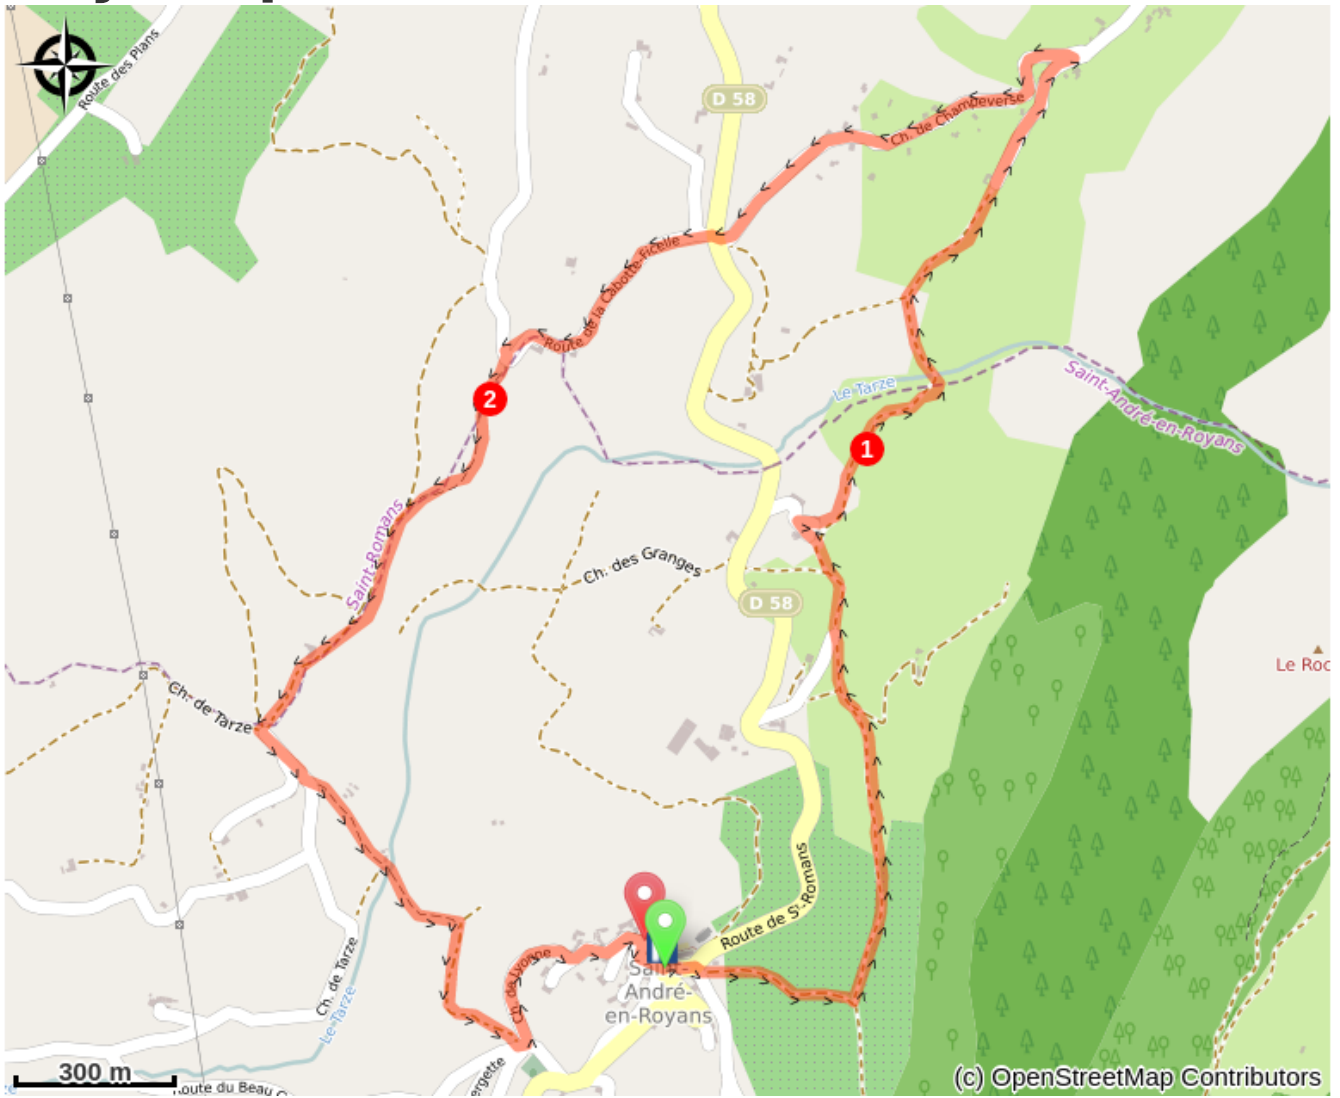 Route des Plans
D 58
Ch. de Champeverse
Route de la Cabotte-Ficelle
2
Le Tarze
Saint-André-en-Royans
1
Saint-Romans
Ch. des Granges
D 58
Le Roc
Ch. de Tarze
Route de St-Romans
Ch. de Lyonne
Saint-
André-
en-Royans
Ch. de Tarze
Le Tarze
300 m
Route du Beau
ergette
(c) OpenStreetMap Contributors